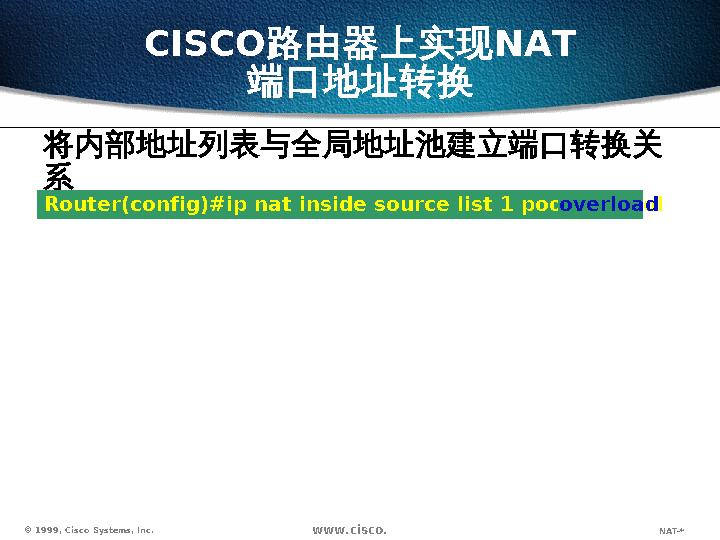 CISCO路由器上实现NAT
端口地址转换
将内部地址列表与全局地址池建立端口转换关
系
Router(config)#ip nat inside source list 1 overload
© 1999, Cisco Systems, Inc.
www.cisco.
NAT-*